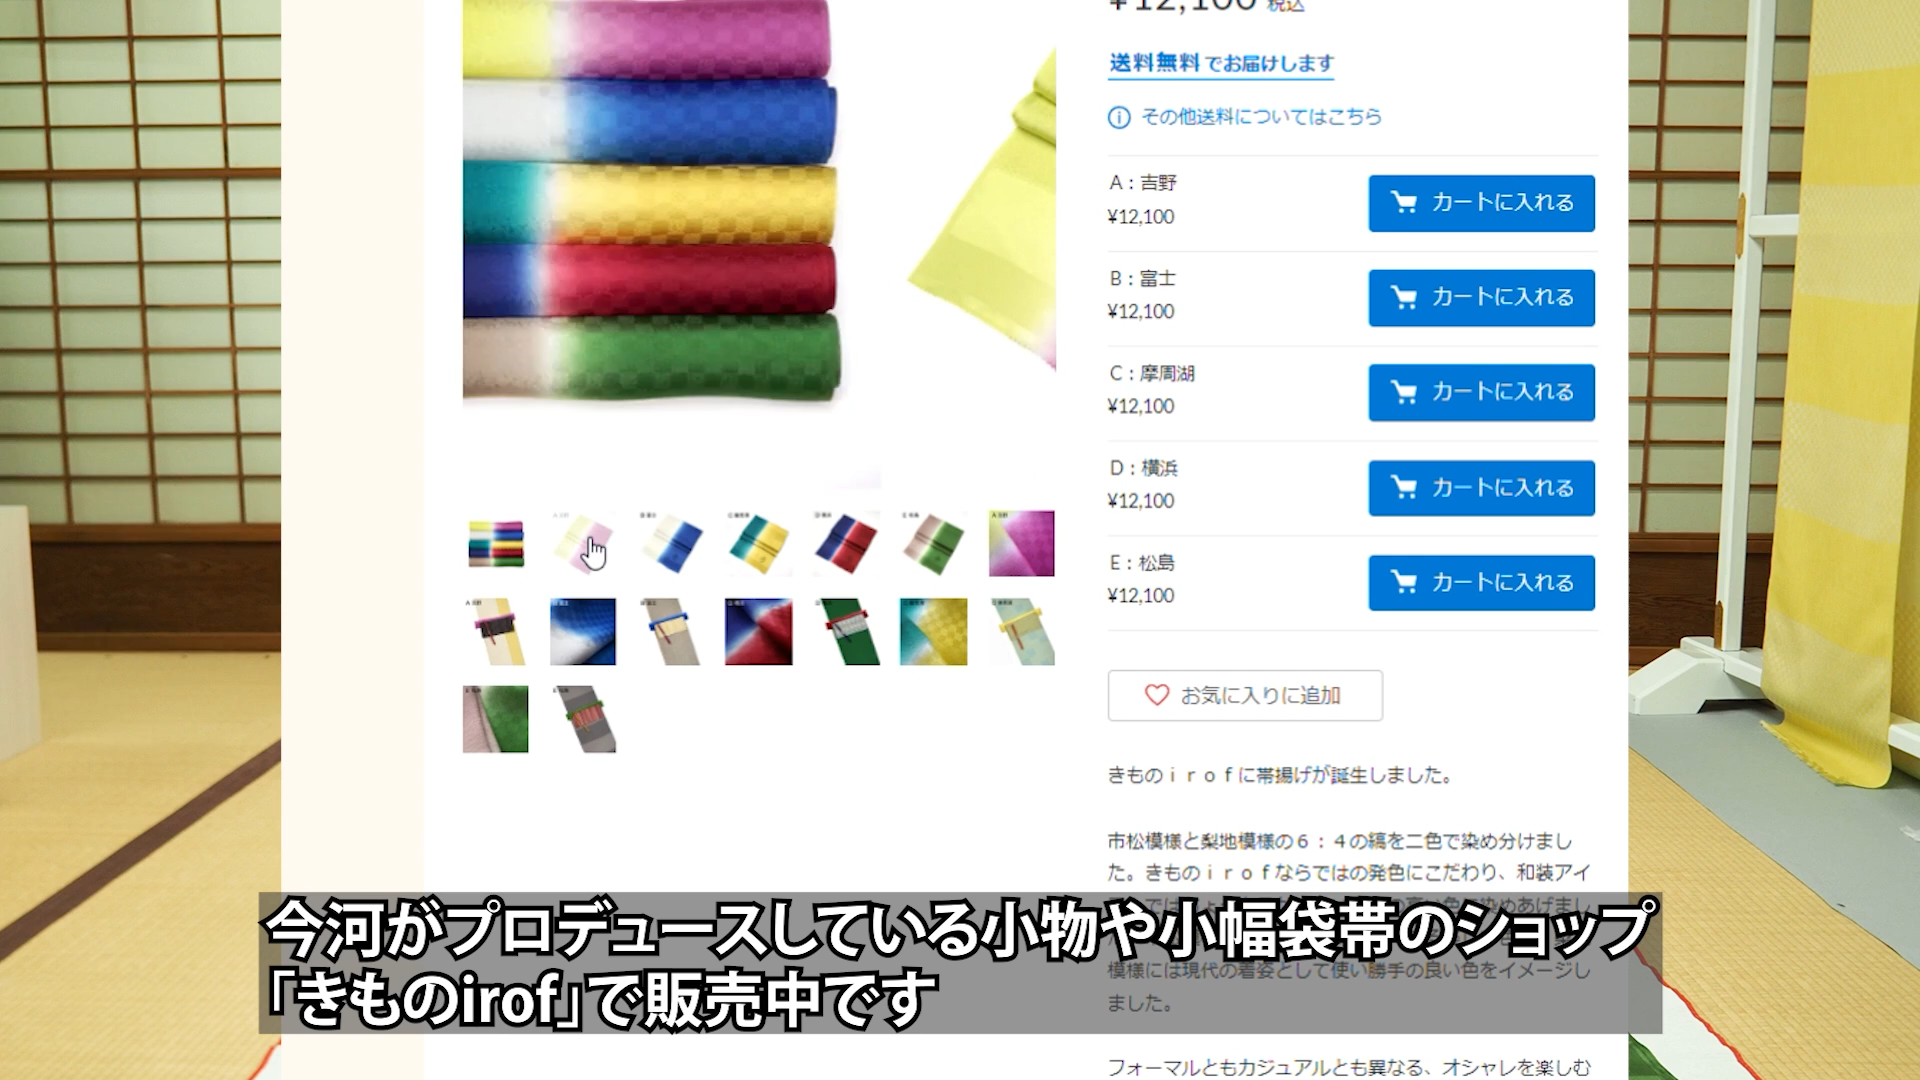 ¥12,100 税込
送料無料でお届けします
その他送料についてはこちら
A：吉野
¥12,100
カートに入れる
B：富士
¥12,100
カートに入れる
C：摩周湖
¥12,100
カートに入れる
D：横浜
¥12,100
カートに入れる
E：松島
¥12,100
カートに入れる
お気に入りに追加
きものｉｒｏｆに帯揚げが誕生しました。
市松模様と梨地模様の６：４の縞を二色で染め分けまし
た。きものｉｒｏｆならではの発色にこだわり、和装アイ
模様には現代の着姿として使い勝手の良い色をイメージし
ました。
フォーマルともカジュアルとも異なる、オシャレを楽しむ
今河がプロデュースしている小物や小幅袋帯のショップ
「きものirof」で販売中です